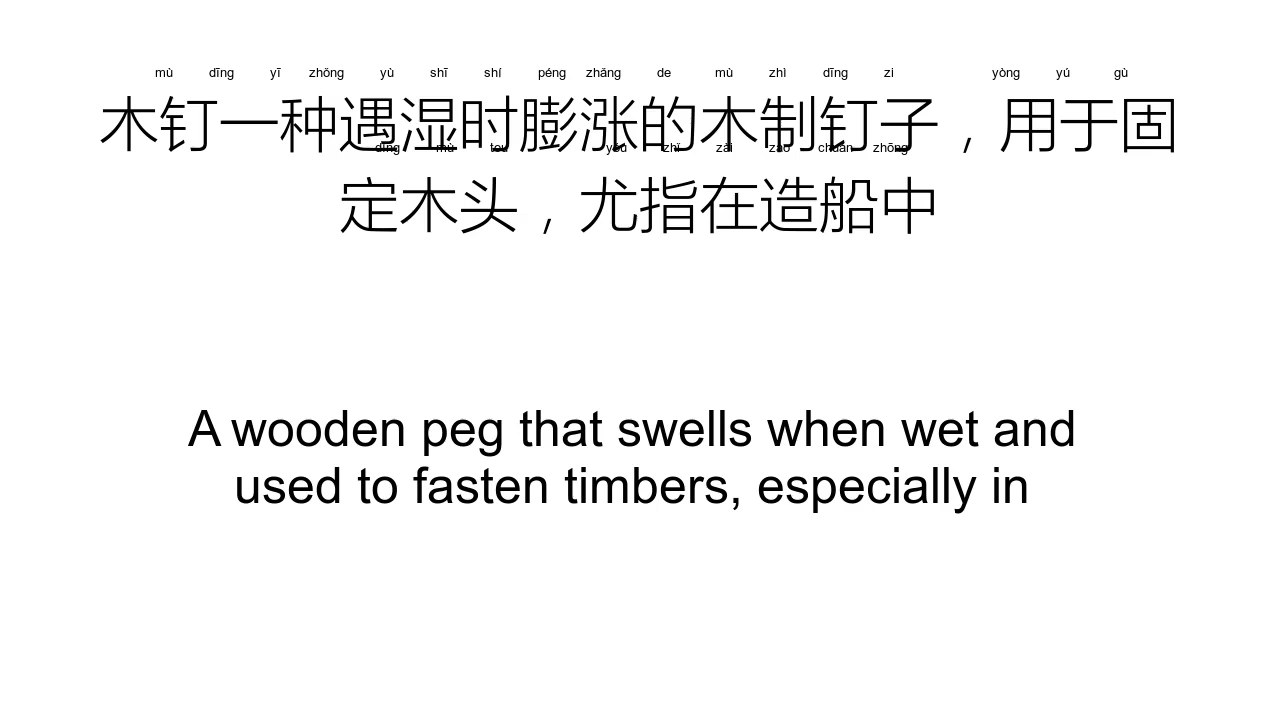 mù dīng yī zhǒng yù shī shí péng zhǎng de mù zhì dīng zi yòng yú gù
木钉一种遇湿时膨涨的木制钉子，用于固
dìng mù tou yóu zhǐ zài zào chuán zhōng
定木头，尤指在造船中
A wooden peg that swells when wet and
used to fasten timbers, especially in